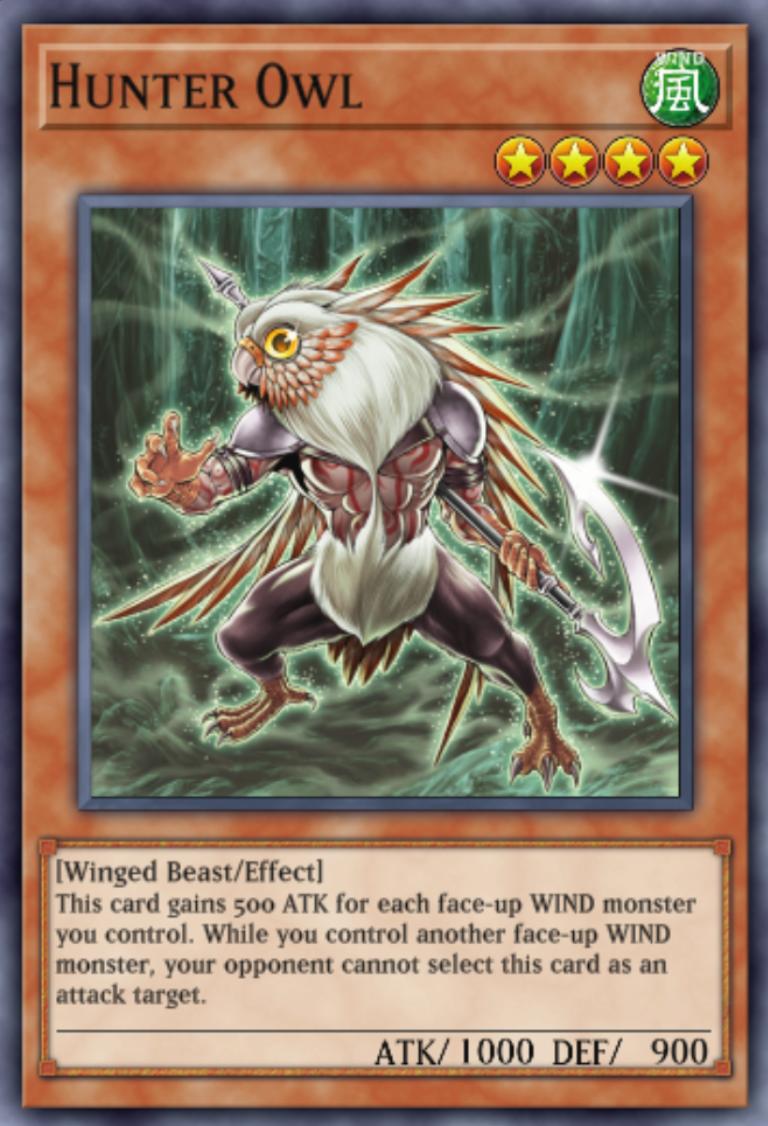 Hunter Owl
WIND
風
[Winged Beast/Effect]
This card gains 500 ATK for each face-up WIND monster
you control. While you control another face-up WIND
monster, your opponent cannot select this card as an
attack target.
ATK/ 1000 DEF/ 900